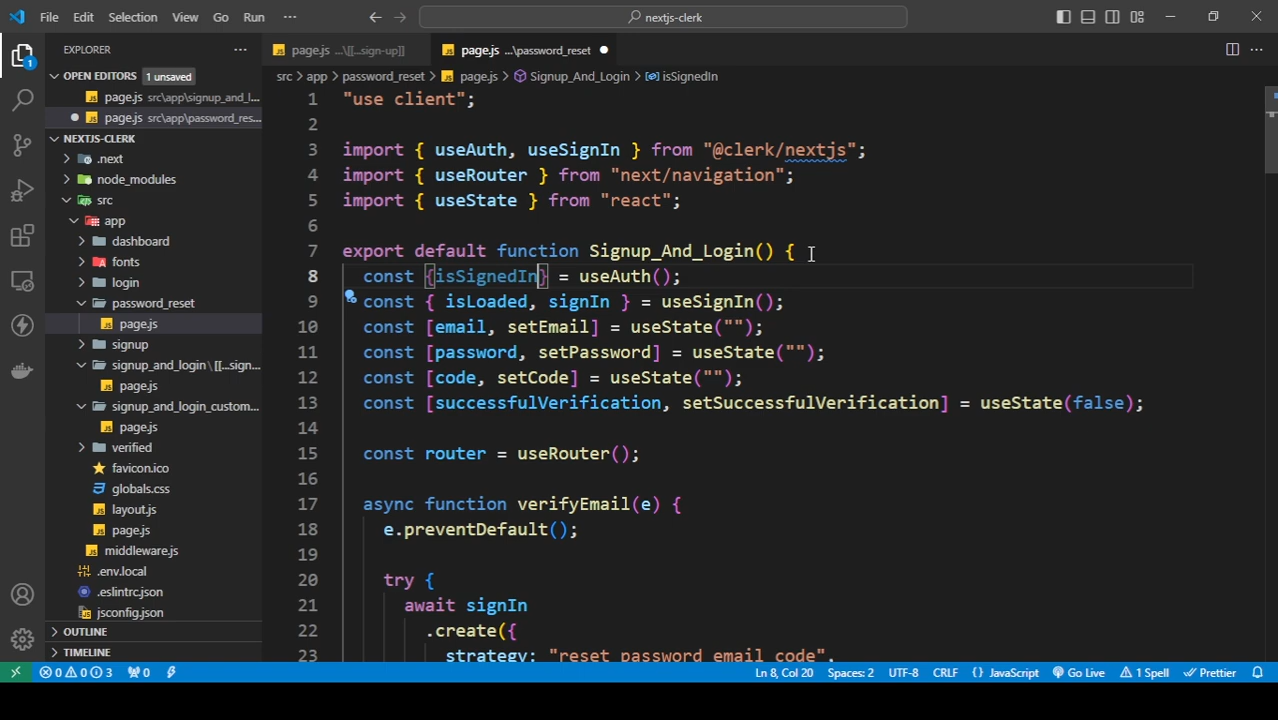 File Edit Selection View Go Run ··· nextjs-clerk
EXPLORER ···
OPEN EDITORS 1 unsaved
page.js src\app\signup_and_l...
page.js src\app\password_res...
NEXTJS-CLERK
.next
node_modules
src
app
dashboard
fonts
login
password_reset
page.js
signup
signup_and_login \ [[...sign...
page.js
signup_and_login_custom...
page.js
verified
favicon.ico
globals.css
layout.js
page.js
middleware.js
.env.local
.eslintrc.json
jsconfig.json
OUTLINE
TIMELINE
page.js ...\[[...sign-up]] page.js ...\password_reset
src > app > password_reset > page.js > Signup_And_Login > isSignedIn
1 "use client";
2
3 import { useAuth, useSignIn } from "@clerk/nextjs";
4 import { useRouter } from "next/navigation";
5 import { useState } from "react";
6
7 export default function Signup_And_Login() {
8 const {isSignedIn} = useAuth();
9 const { isLoaded, signIn } = useSignIn();
10 const [email, setEmail] = useState("");
11 const [password, setPassword] = useState("");
12 const [code, setCode] = useState("");
13 const [successfulVerification, setSuccessfulVerification] = useState(false);
14
15 const router = useRouter();
16
17 async function verifyEmail(e) {
18 e.preventDefault();
19
20 try {
21 await signIn
22 .create({
23 strategy: "reset_password_email_code",
0 0 3 0 Ln 8, Col 20 Spaces: 2 UTF-8 CRLF {} JavaScript Go Live 1 Spell Prettier